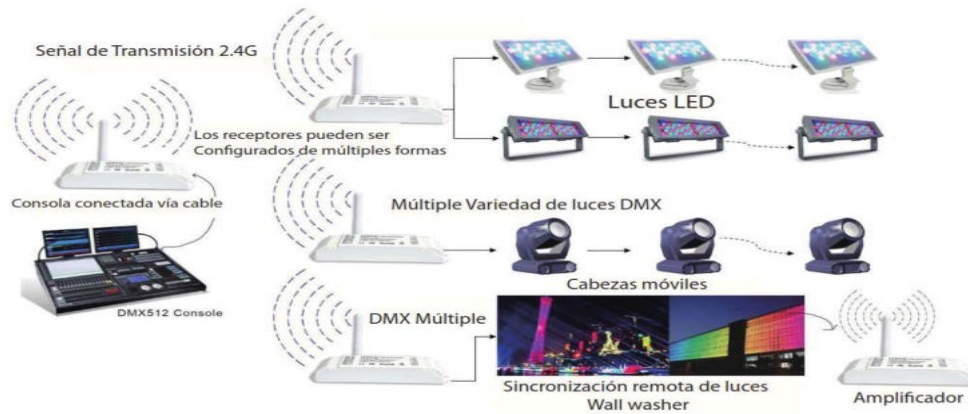 Señal de Transmisión 2.4G
Luces LED
Los receptores pueden ser
Configurados de múltiples formas
Consola conectada vía cable
Múltiple Variedad de luces DMX
DMX512 Console
Cabezas móviles
DMX Múltiple
Sincronización remota de luces
Wall washer
Amplificador